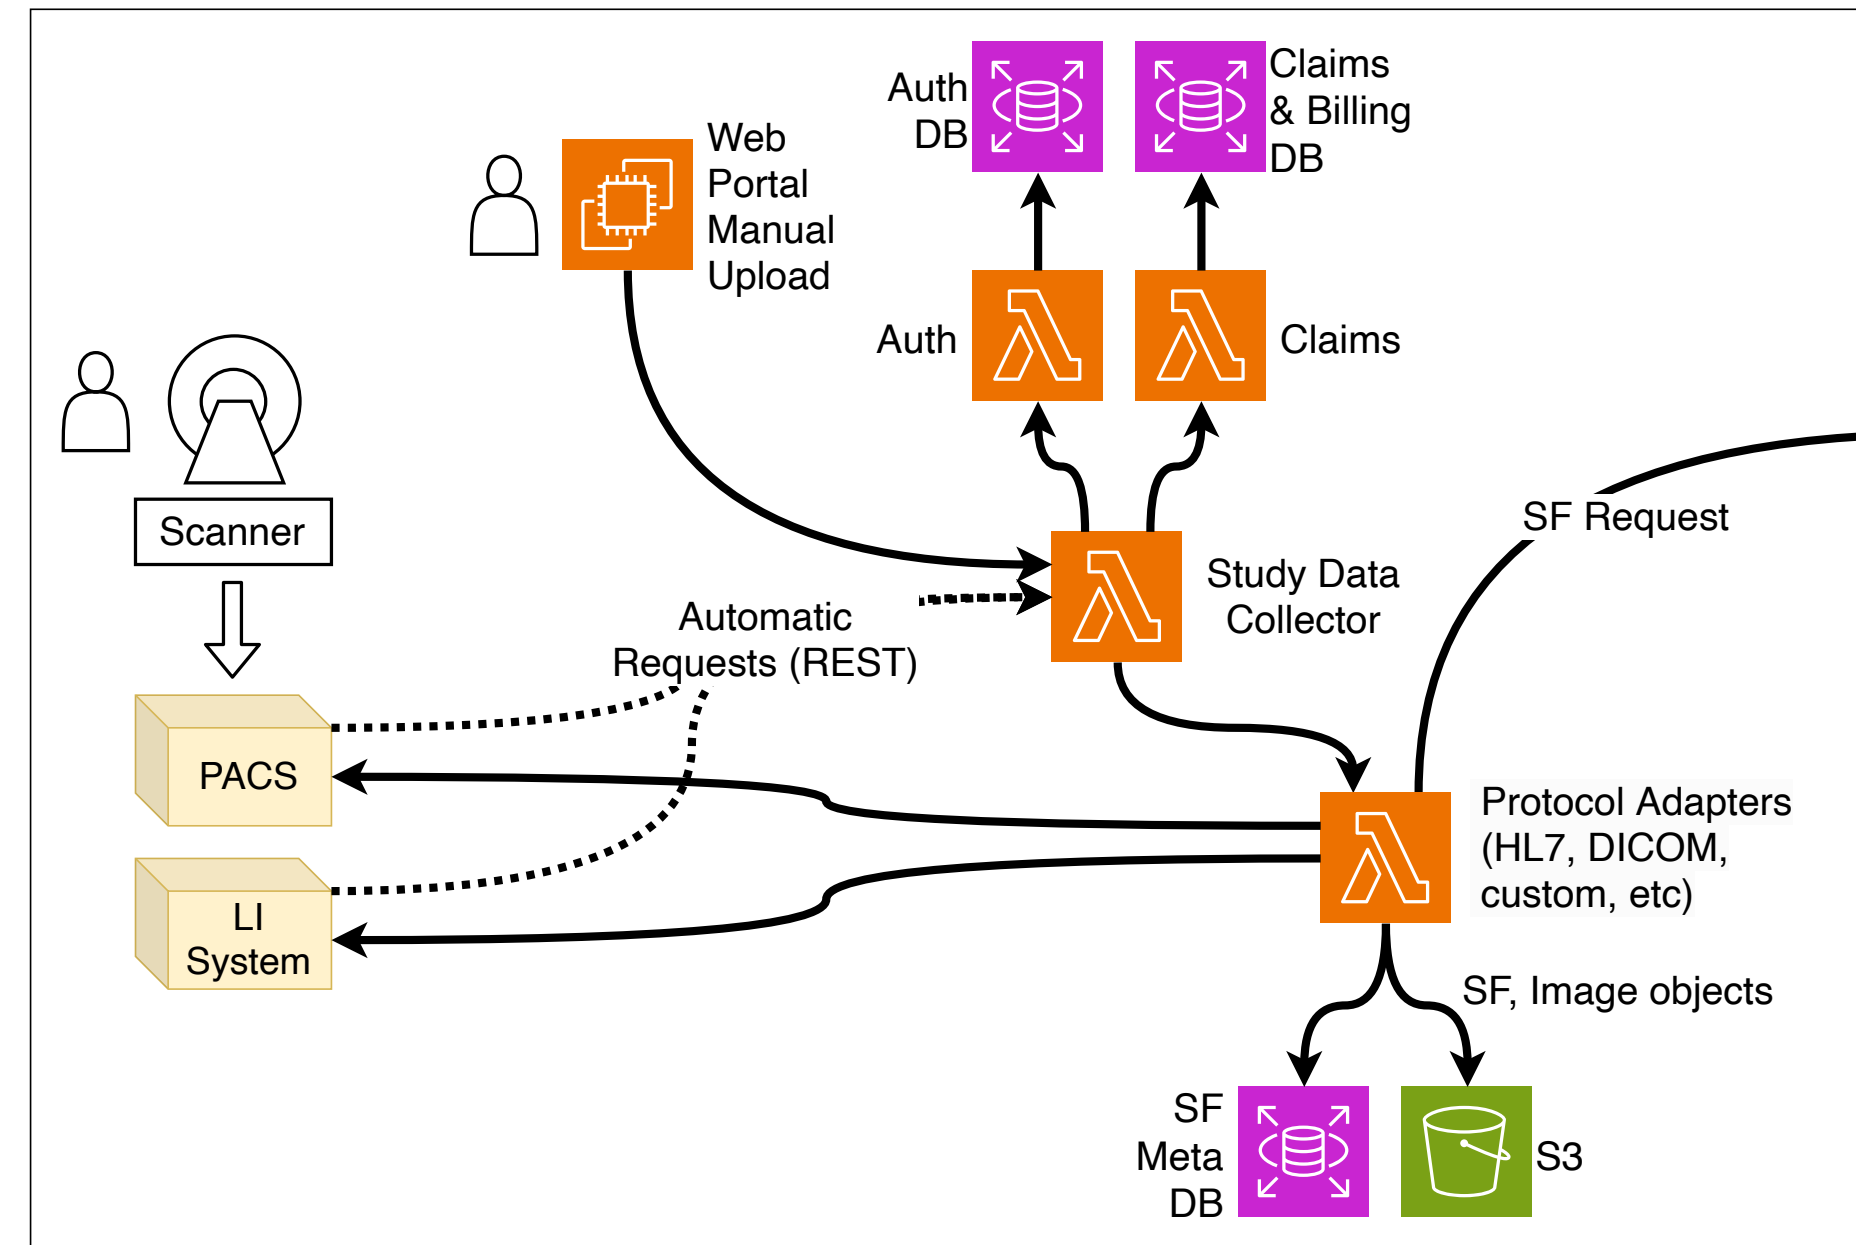 Auth
DB
Claims
& Billing
DB
Web
Portal
Manual
Upload
Auth
Claims
Scanner
SF Request
Study Data
Collector
Automatic
Requests (REST)
PACS
Protocol Adapters
(HL7, DICOM,
custom, etc)
LI
System
SF, Image objects
SF
Meta
DB
S3